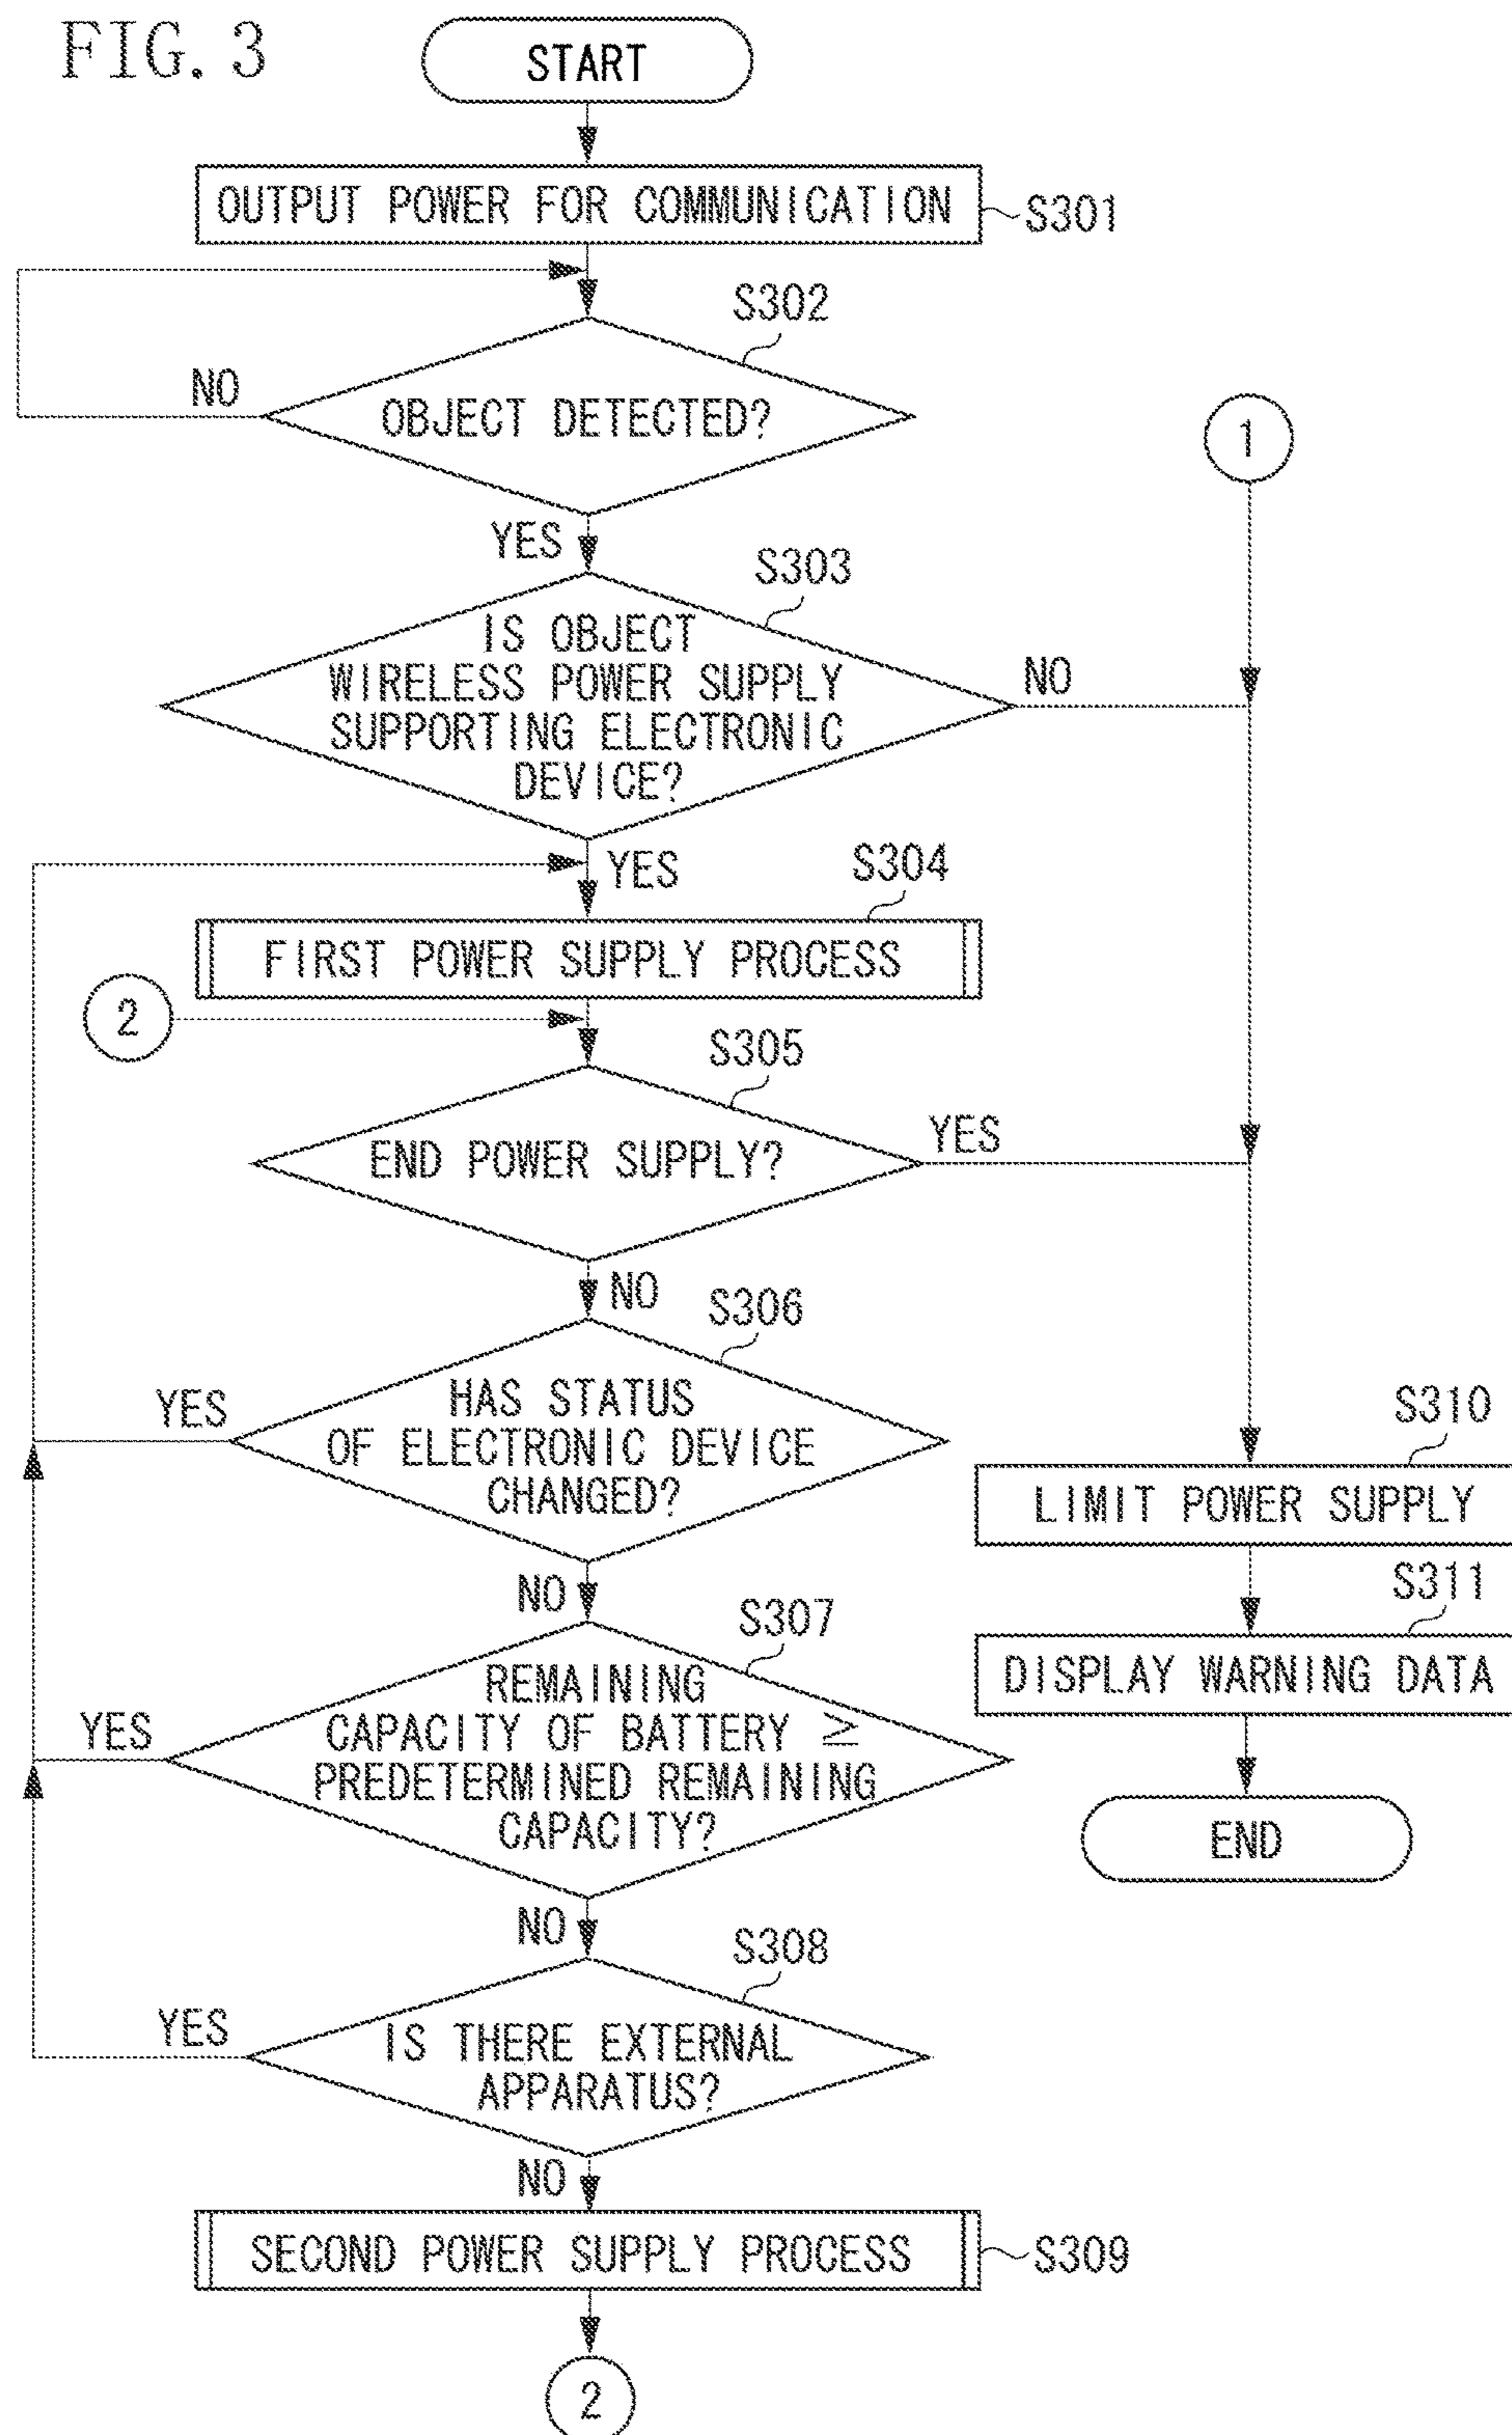 FIG. 3
START
OUTPUT POWER FOR COMMUNICATION
S301
S302
NO
OBJECT DETECTED?
1
YES
S303
IS OBJECT
WIRELESS POWER SUPPLY
SUPPORTING ELECTRONIC
DEVICE?
NO
YES
S304
FIRST POWER SUPPLY PROCESS
2
S305
END POWER SUPPLY?
YES
NO
S306
YES
HAS STATUS
OF ELECTRONIC DEVICE
CHANGED?
S310
LIMIT POWER SUPPLY
NO
S307
S311
DISPLAY WARNING DATA
YES
REMAINING
CAPACITY OF BATTERY ≥
PREDETERMINED REMAINING
CAPACITY?
END
NO
S308
YES
IS THERE EXTERNAL
APPARATUS?
NO
SECOND POWER SUPPLY PROCESS
S309
2